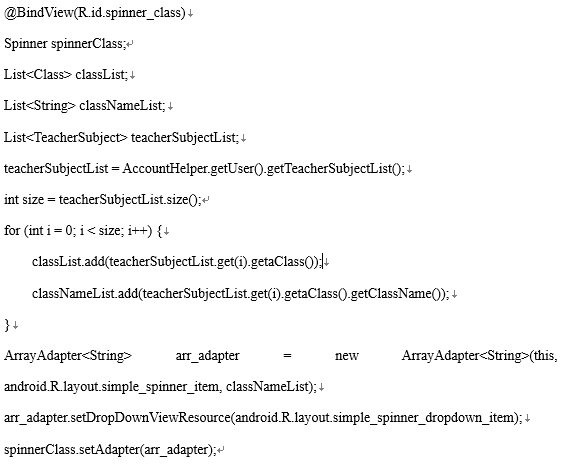 @BindView(R.id.spinner_class)
Spinner spinnerClass;
List<Class> classList;
List<String> classNameList;
List<TeacherSubject> teacherSubjectList;
teacherSubjectList = AccountHelper.getUser().getTeacherSubjectList();
int size = teacherSubjectList.size();
for (int i = 0; i < size; i++) {
classList.add(teacherSubjectList.get(i).getaClass());
classNameList.add(teacherSubjectList.get(i).getaClass().getClassName());
}
ArrayAdapter<String> arr_adapter = new ArrayAdapter<String>(this,
android.R.layout.simple_spinner_item, classNameList);
arr_adapter.setDropDownViewResource(android.R.layout.simple_spinner_dropdown_item);
spinnerClass.setAdapter(arr_adapter);